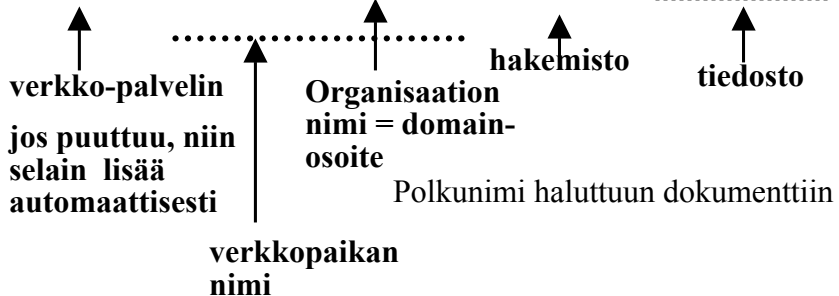 verkko-palvelin
jos puuttuu, niin
selain lisää
automaattisesti
verkkopaikan
nimi
Organisaation
nimi = domain-
osoite
hakemisto
tiedosto
Polkunimi haluttuun dokumenttiin